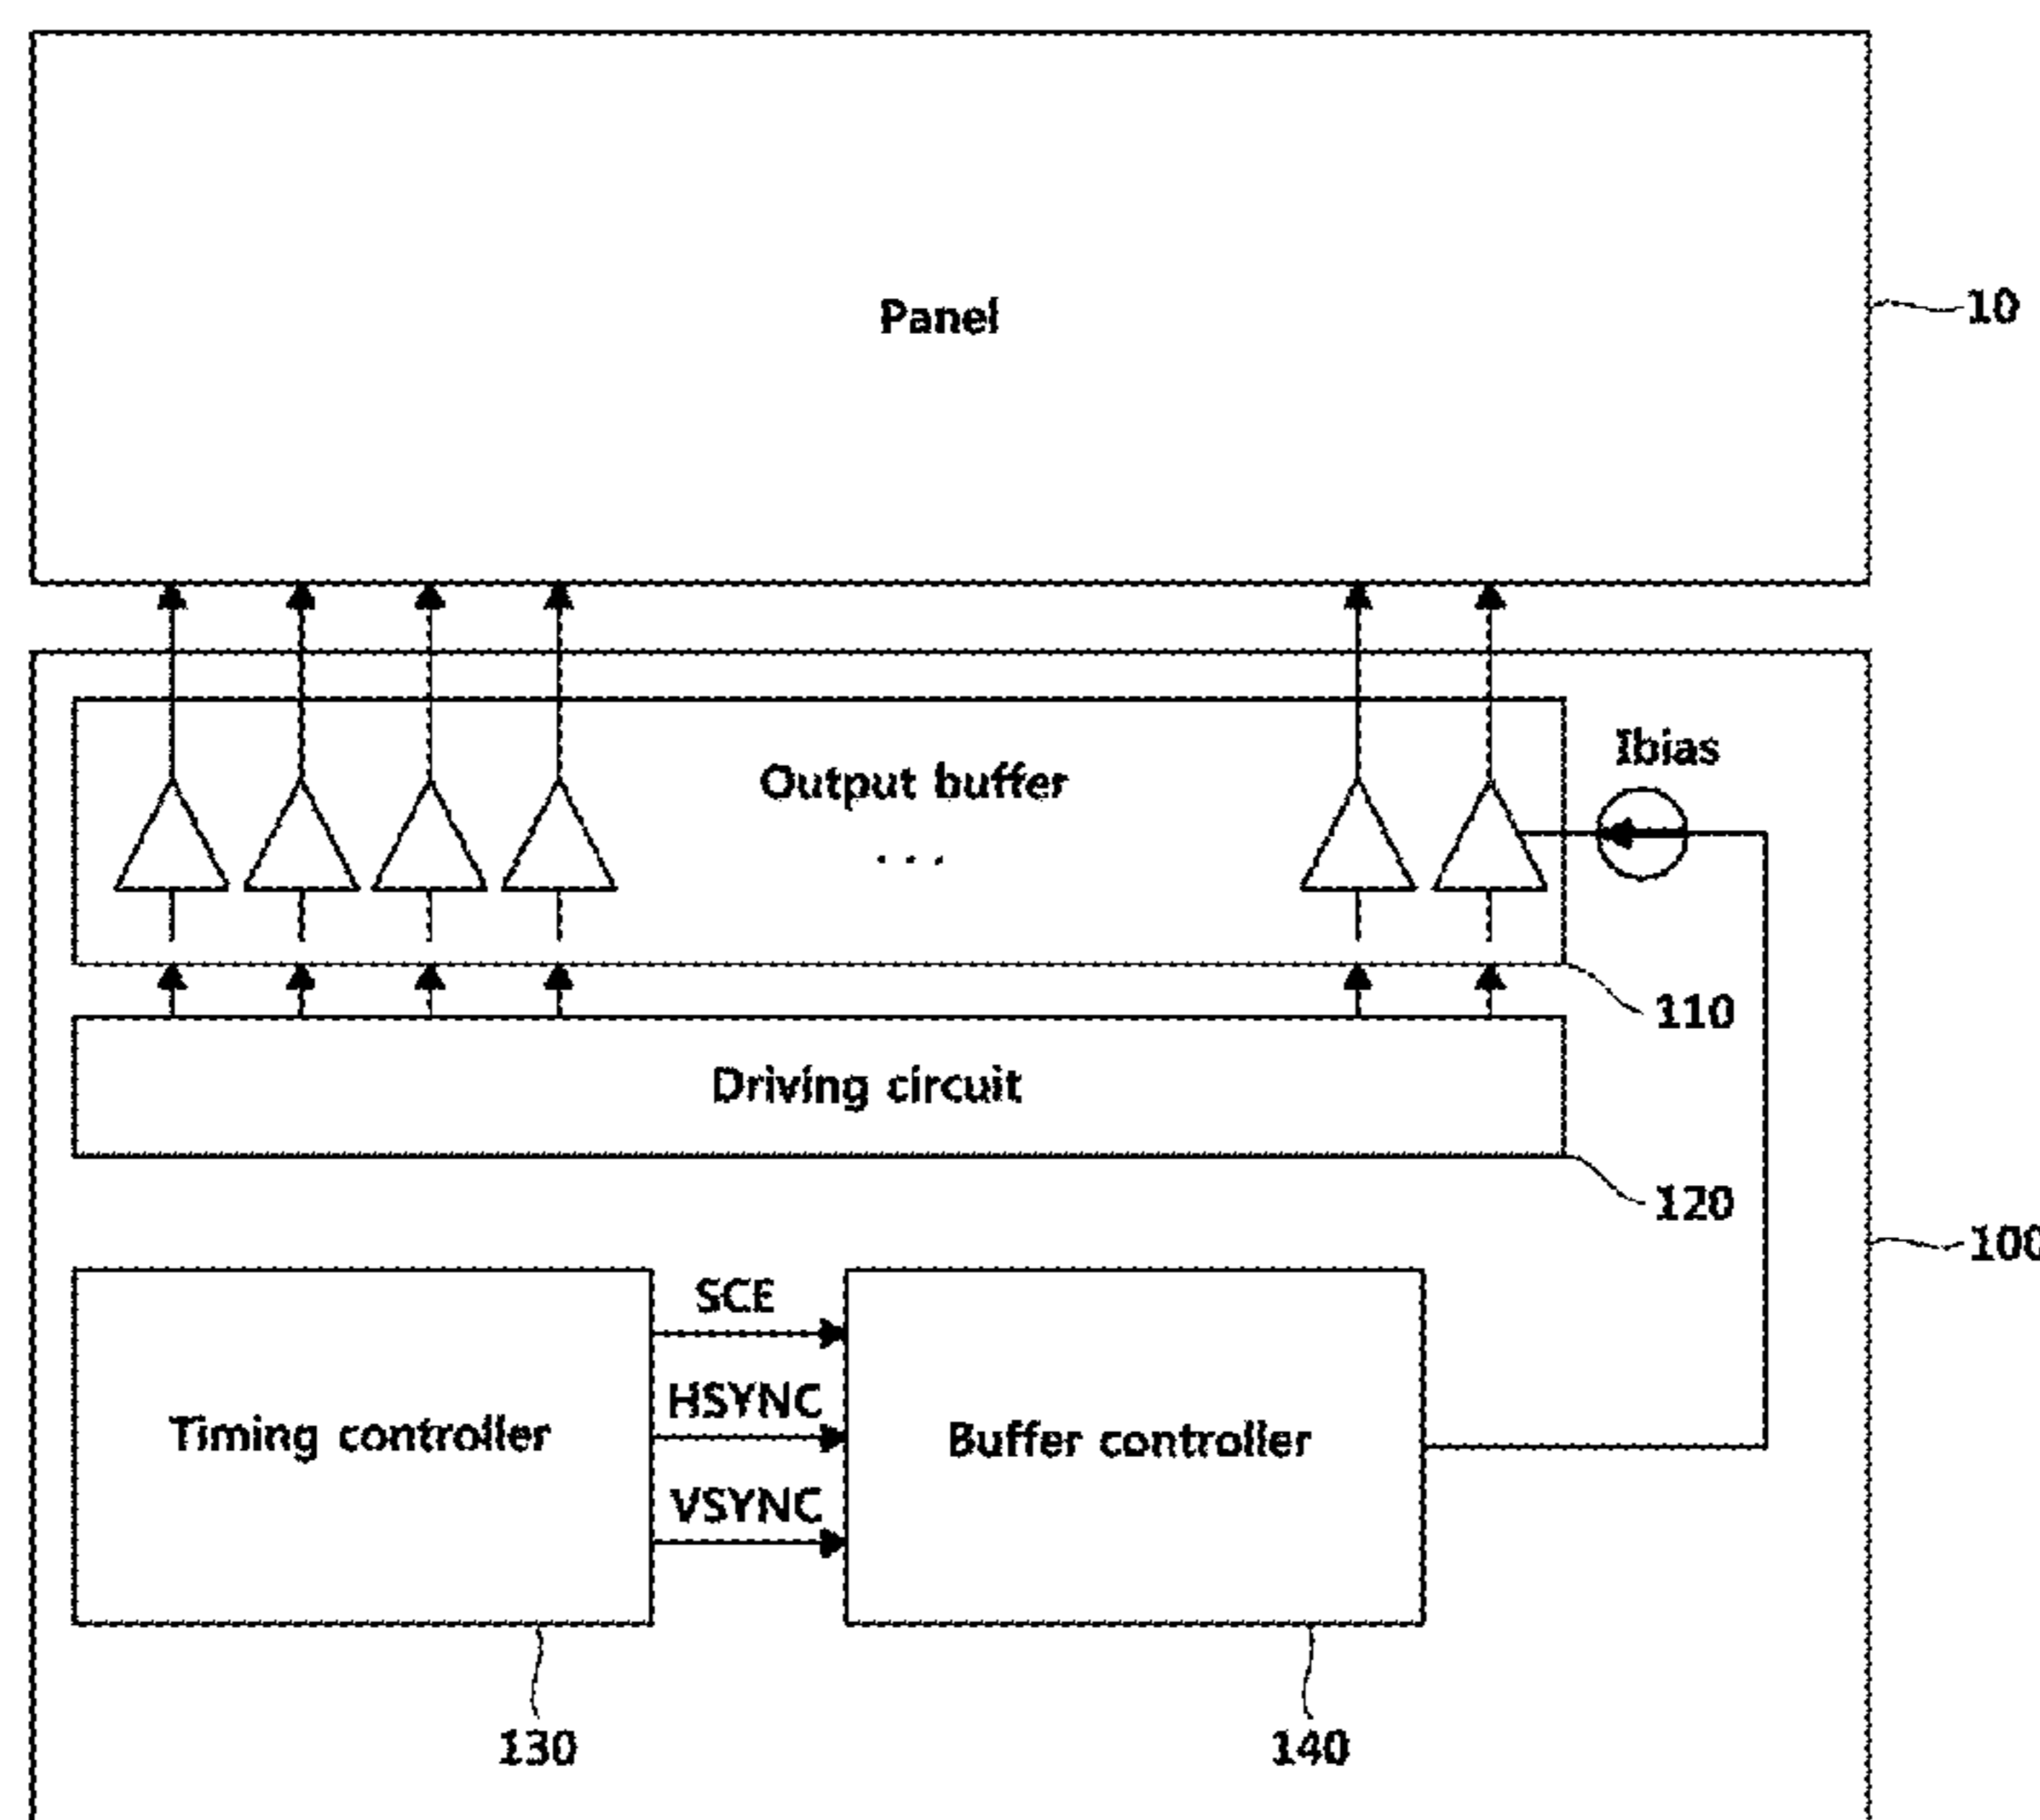 Panel
10
Output buffer
Ibias
. . .
110
Driving circuit
120
100
SCE
HSYNC
VSYNC
Timing controller
Buffer controller
130
140